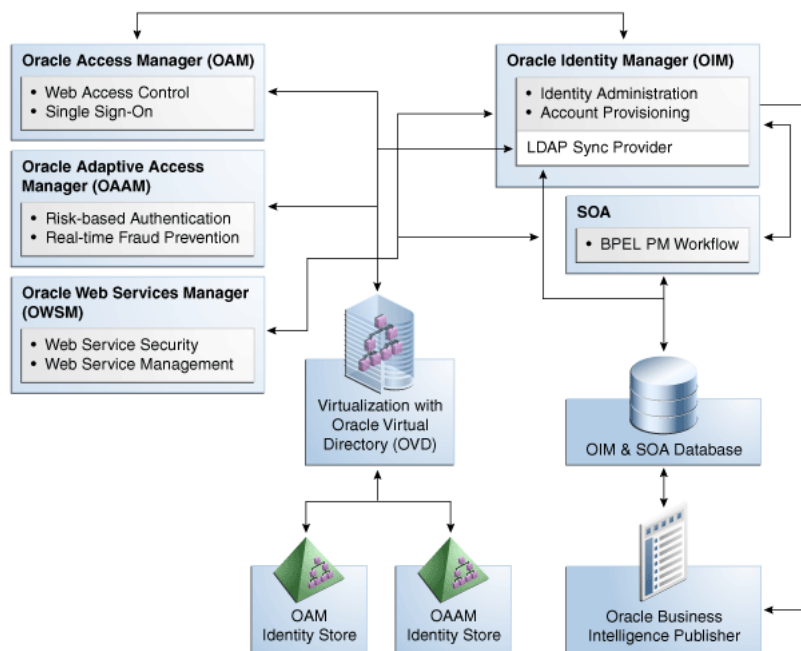 Oracle Access Manager (OAM)
• Web Access Control
• Single Sign-On
Oracle Adaptive Access
Manager (OAAM)
• Risk-based Authentication
• Real-time Fraud Prevention
Oracle Web Services Manager
(OWSM)
• Web Service Security
• Web Service Management
Oracle Identity Manager (OIM)
• Identity Administration
• Account Provisioning
LDAP Sync Provider
SOA
• BPEL PM Workflow
Virtualization with
Oracle Virtual
Directory (OVD)
OIM & SOA Database
OAM
Identity Store
OAAM
Identity Store
Oracle Business
Intelligence Publisher